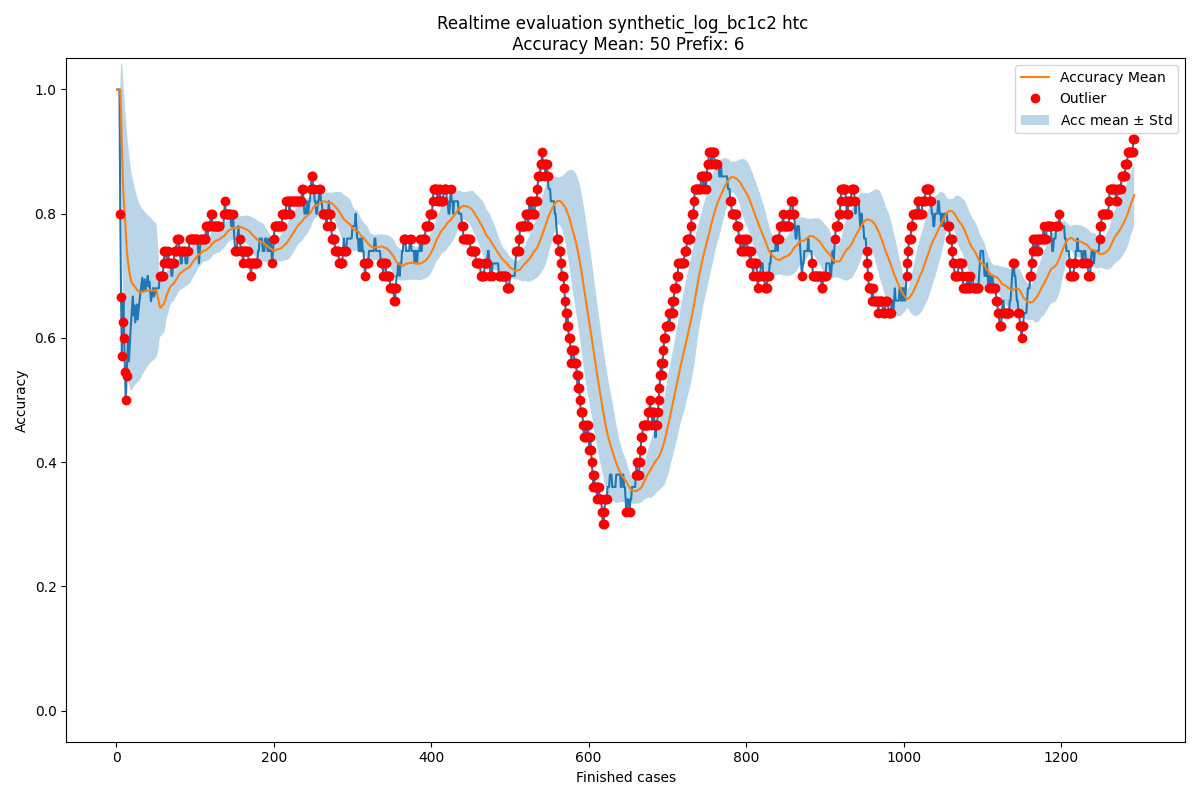 Realtime evaluation synthetic_log_bc1c2 htc
Accuracy Mean: 50 Prefix: 6
Accuracy Mean
Outlier
Acc mean ± Std
1.0
0.8
0.6
0.4
0.2
0.0
Accuracy
0 200 400 600 800 1000 1200
Finished cases